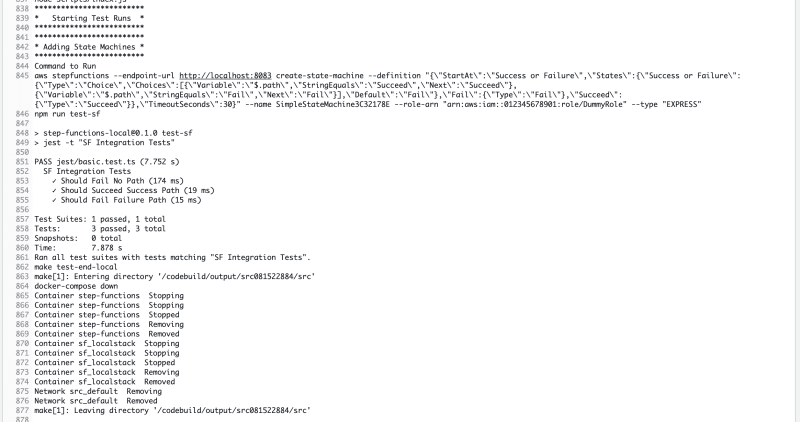 837 node scripts/index.js
838 *************************
839 *   Starting Test Runs   *
840 *************************
841 *************************
842 * Adding State Machines *
843 *************************
844 Command to Run
845 aws stepfunctions --endpoint-url http://localhost:8083 create-state-machine --definition "{\"StartAt\":\"Success or Failure\",\"States\":{\"Success or Failure\":
{\"Type\":\"Choice\",\"Choices\":[{\"Variable\":\"$.path\",\"StringEquals\":\"Succeed\",\"Next\":\"Succeed\"},
{\"Variable\":\"$.path\",\"StringEquals\":\"Fail\",\"Next\":\"Fail\"}],\"Default\":\"Fail\"},\"Fail\":{\"Type\":\"Fail\"},\"Succeed\":
{\"Type\":\"Succeed\"}},\"TimeoutSeconds\":30}" --name SimpleStateMachine3C32178E --role-arn "arn:aws:iam::012345678901:role/DummyRole" --type "EXPRESS"
846 npm run test-sf
847
848 > step-functions-local@0.1.0 test-sf
849 > jest -t "SF Integration Tests"
850
851 PASS jest/basic.test.ts (7.752 s)
852   SF Integration Tests
853     ✓ Should Fail No Path (174 ms)
854     ✓ Should Succeed Success Path (19 ms)
855     ✓ Should Fail Failure Path (15 ms)
856
857 Test Suites: 1 passed, 1 total
858 Tests:       3 passed, 3 total
859 Snapshots:   0 total
860 Time:        7.878 s
861 Ran all test suites with tests matching "SF Integration Tests".
862 make test-end-local
863 make[1]: Entering directory '/codebuild/output/src081522884/src'
864 docker-compose down
865 Container step-functions  Stopping
866 Container step-functions  Stopping
867 Container step-functions  Stopped
868 Container step-functions  Removing
869 Container step-functions  Removed
870 Container sf_localstack  Stopping
871 Container sf_localstack  Stopping
872 Container sf_localstack  Stopped
873 Container sf_localstack  Removing
874 Container sf_localstack  Removed
875 Network src_default  Removing
876 Network src_default  Removed
877 make[1]: Leaving directory '/codebuild/output/src081522884/src'
878